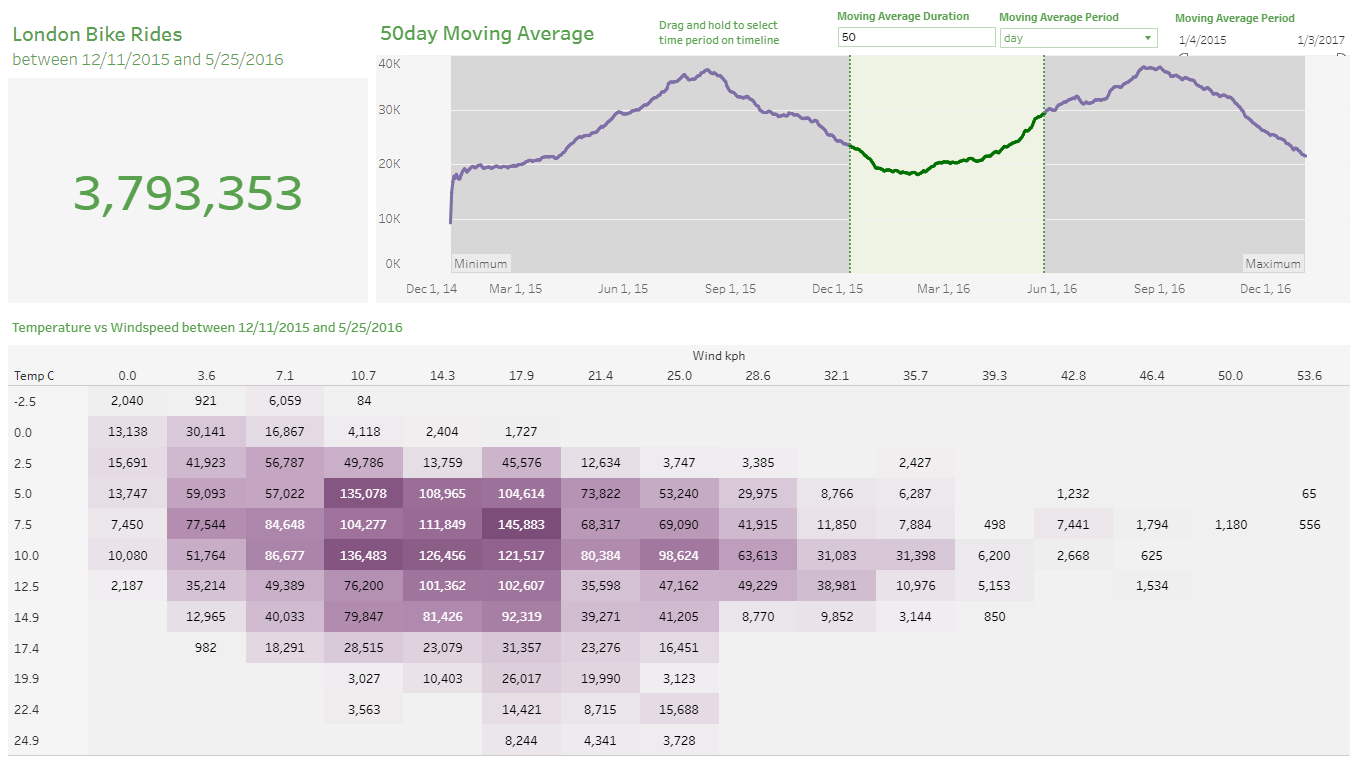 London Bike Rides
between 12/11/2015 and 5/25/2016
3,793,353
50day Moving Average
Drag and hold to select
time period on timeline
Moving Average Duration
50
Moving Average Period
day
Moving Average Period
1/4/2015 1/3/2017
40K
30K
20K
10K
0K
Minimum Maximum
Dec 1, 14 Mar 1, 15 Jun 1, 15 Sep 1, 15 Dec 1, 15 Mar 1, 16 Jun 1, 16 Sep 1, 16 Dec 1, 16
Temperature vs Windspeed between 12/11/2015 and 5/25/2016
Wind kph
Temp C 0.0 3.6 7.1 10.7 14.3 17.9 21.4 25.0 28.6 32.1 35.7 39.3 42.8 46.4 50.0 53.6
-2.5 2,040 921 6,059 84
0.0 13,138 30,141 16,867 4,118 2,404 1,727
2.5 15,691 41,923 56,787 49,786 13,759 45,576 12,634 3,747 3,385 2,427
5.0 13,747 59,093 57,022 135,078 108,965 104,614 73,822 53,240 29,975 8,766 6,287 1,232 65
7.5 7,450 77,544 84,648 104,277 111,849 145,883 68,317 69,090 41,915 11,850 7,884 498 7,441 1,794 1,180 556
10.0 10,080 51,764 86,677 136,483 126,456 121,517 80,384 98,624 63,613 31,083 31,398 6,200 2,668 625
12.5 2,187 35,214 49,389 76,200 101,362 102,607 35,598 47,162 49,229 38,981 10,976 5,153 1,534
14.9 12,965 40,033 79,847 81,426 92,319 39,271 41,205 8,770 9,852 3,144 850
17.4 982 18,291 28,515 23,079 31,357 23,276 16,451
19.9 3,027 10,403 26,017 19,990 3,123
22.4 3,563 14,421 8,715 15,688
24.9 8,244 4,341 3,728